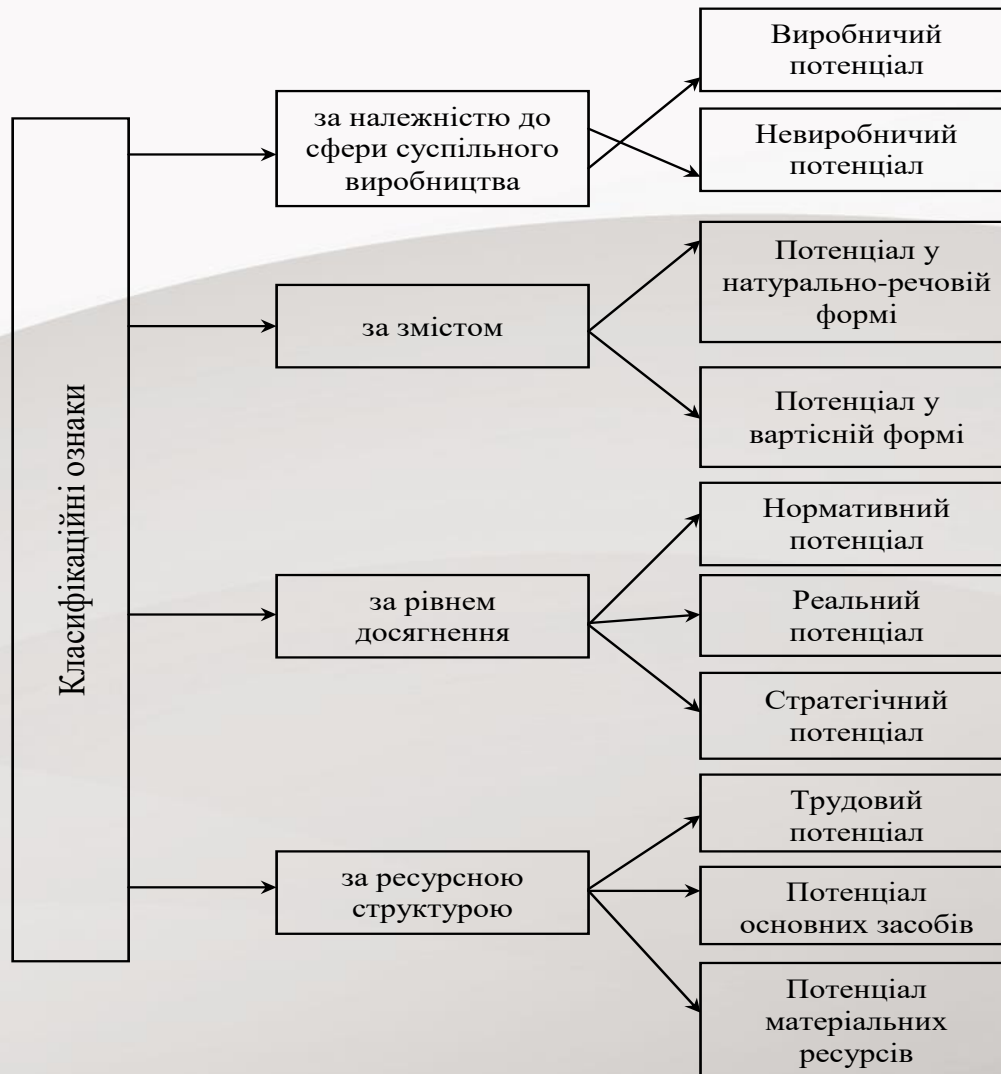 Класифікаційні ознаки
за належністю до
сфери суспільного
виробництва
Виробничий
потенціал
Невиробничий
потенціал
за змістом
Потенціал у
натурально-речовій
формі
Потенціал у
вартісній формі
за рівнем
досягнення
Нормативний
потенціал
Реальний
потенціал
Стратегічний
потенціал
за ресурсною
структурою
Трудовий
потенціал
Потенціал
основних засобів
Потенціал
матеріальних
ресурсів